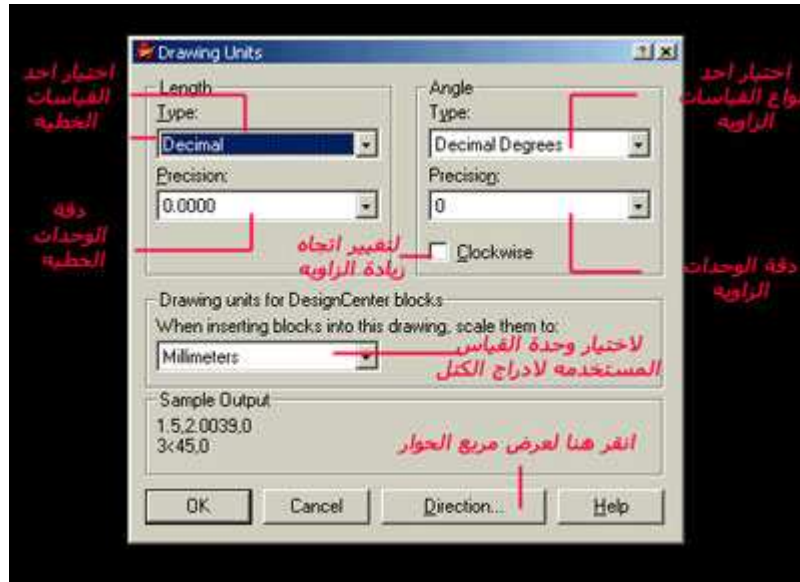 Drawing Units
اختيار احد
القياسات
الخطيه
Length
Type:
Decimal
Precision:
0.0000
دقة
الوحدات
الخطيه
Angle
Type:
Decimal Degrees
Precision:
0
Clockwise
اختيار احد
نواع القياسات
الزاويه
لتغيير اتجاه
زيادة الزاويه
دقة الوحدات
الزاويه
Drawing units for DesignCenter blocks
When inserting blocks into this drawing, scale them to:
Millimeters
لاختيار وحدة القياس
المستخدمه لادراج الكتل
Sample Output
1.5,2.0039,0
3<45,0
انقر هنا لعرض مربع الحوار
OK
Cancel
Direction...
Help